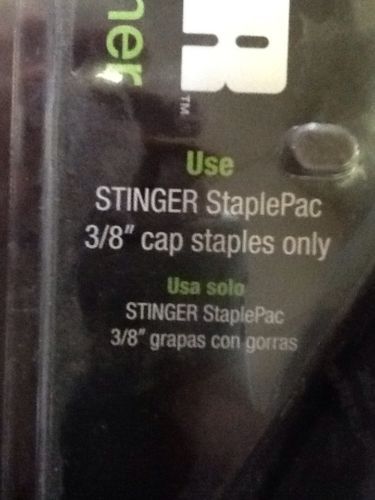 ner
R
TM
Use
STINGER StaplePac
3/8" cap staples only
Usa solo
STINGER StaplePac
3/8" grapas con gorras